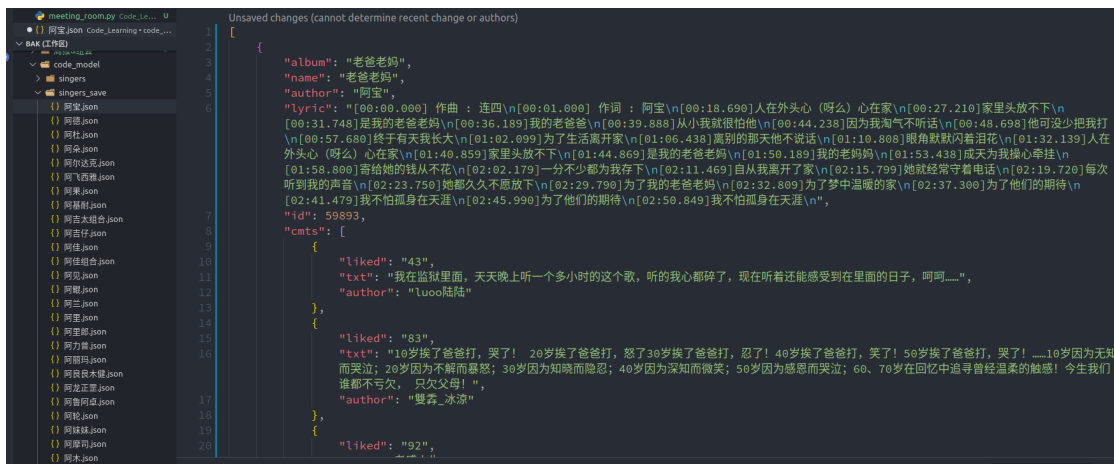 meeting_room.py Code_Le... U
{} 阿宝.json Code_Learning • code_...
BAK (工作区)
code_model
singers
singers_save
{} 阿宝.json
{} 阿德.json
{} 阿杜.json
{} 阿朵.json
{} 阿尔达克.json
{} 阿飞西雅.json
{} 阿果.json
{} 阿基耐.json
{} 阿吉太组合.json
{} 阿吉仔.json
{} 阿佳.json
{} 阿佳组合.json
{} 阿见.json
{} 阿鲲.json
{} 阿兰.json
{} 阿里.json
{} 阿里郎.json
{} 阿力普.json
{} 阿丽玛.json
{} 阿良良木健.json
{} 阿龙正罡.json
{} 阿鲁阿卓.json
{} 阿轮.json
{} 阿妹妹.json
{} 阿摩司.json
{} 阿木.json
Unsaved changes (cannot determine recent change or authors)
1 [
2 {
3 "album": "老爸老妈",
4 "name": "老爸老妈",
5 "author": "阿宝",
6 "lyric": "[00:00.000] 作曲 : 连四\n[00:01.000] 作词 : 阿宝\n[00:18.690]人在外头心（呀么）心在家\n[00:27.210]家里头放不下\n
[00:31.748]是我的老爸老妈\n[00:36.189]我的老爸爸\n[00:39.888]从小我就很怕他\n[00:44.238]因为我淘气不听话\n[00:48.698]他可没少把我打
\n[00:57.680]终于有天我长大\n[01:02.099]为了生活离开家\n[01:06.438]离别的那天他不说话\n[01:10.808]眼角默默闪着泪花\n[01:32.139]人在
外头心（呀么）心在家\n[01:40.859]家里头放不下\n[01:44.869]是我的老爸老妈\n[01:50.189]我的老妈妈\n[01:53.438]成天为我操心牵挂\n
[01:58.800]寄给她的钱从不花\n[02:02.179]一分不少都为我存下\n[02:11.469]自从我离开了家\n[02:15.799]她就经常守着电话\n[02:19.720]每次
听到我的声音\n[02:23.750]她都久久不愿放下\n[02:29.790]为了我的老爸老妈\n[02:32.809]为了梦中温暖的家\n[02:37.300]为了他们的期待\n
[02:41.479]我不怕孤身在天涯\n[02:45.990]为了他们的期待\n[02:50.849]我不怕孤身在天涯\n",
7 "id": 59893,
8 "cmts": [
9 {
10 "liked": "43",
11 "txt": "我在监狱里面，天天晚上听一个多小时的这个歌，听的我心都碎了，现在听着还能感受到在里面的日子，呵呵……",
12 "author": "luoo陆陆"
13 },
14 {
15 "liked": "83",
16 "txt": "10岁挨了爸爸打，哭了！ 20岁挨了爸爸打，怒了30岁挨了爸爸打，忍了！40岁挨了爸爸打，笑了！50岁挨了爸爸打，哭了！……10岁因为无知
而哭泣；20岁因为不解而暴怒；30岁因为知晓而隐忍；40岁因为深知而微笑；50岁因为感恩而哭泣；60、70岁在回忆中追寻曾经温柔的触感！今生我们
谁都不亏欠， 只欠父母！",
17 "author": "雙掱_冰凉"
18 },
19 {
20 "liked": "92",